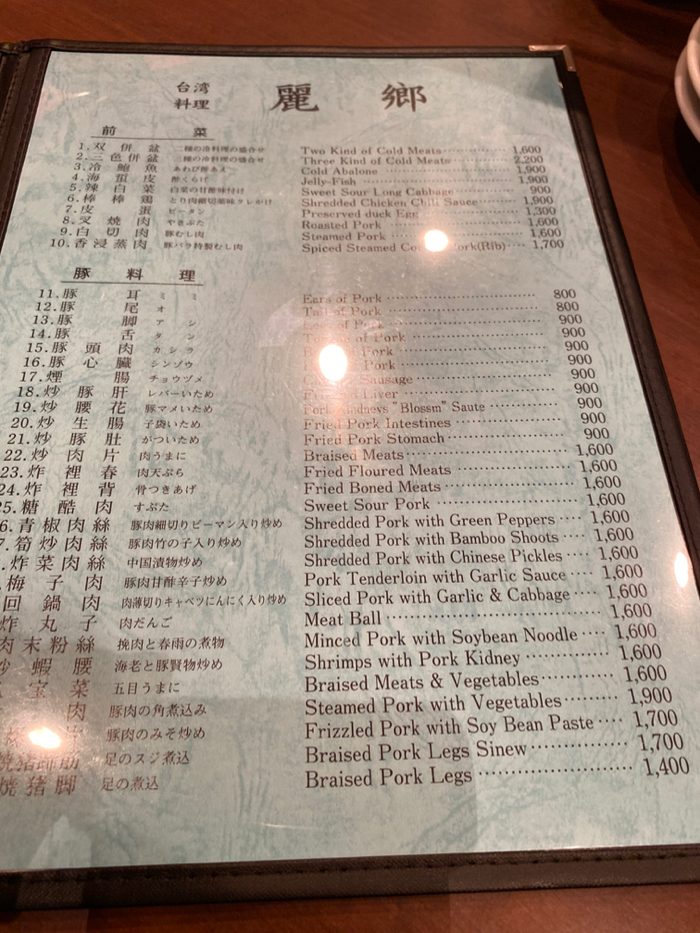 台湾
料理 麗郷
前菜
1.双併盆 二種の冷料理の盛合せ Two Kind of Cold Meats 1,600
2.三色併盆 三種の冷料理の盛合せ Three Kind of Cold Meats 2,200
3.冷鮑魚 あわび酢あえ Cold Abalone 1,900
4.海蜇皮 酢くらげ Jelly-Fish 1,900
5.辣白菜 白菜の甘酢味付け Sweet Sour Long Cabbage 900
6.棒棒鶏 とり肉細切薬味タレかけ Shredded Chicken Chili Sauce 1,900
7.皮蛋 ピータン Preserved duck Egg 1,300
8.叉焼肉 やきぶた Roasted Pork 1,600
9.白切肉 豚むし肉 Steamed Pork 1,600
10.香浸蒸肉 豚バラ特製むし肉 Spiced Steamed (Rib) 1,700
豚料理
11.豚耳 ミミ Ears of Pork 800
12.豚尾 オ Tail of Pork 800
13.豚脚 アシ of Pork 900
14.豚舌 タン of Pork 900
15.豚頭肉 カシラ Pork 900
16.豚心臓 シンゾウ Pork 900
17.煙腸 チョウヅメ Sausage 900
18.炒豚肝 レバーいため Liver 900
19.炒腰花 豚マメいため Pork Kidneys "Blossm" Saute 900
20.炒生腸 子袋いため Fried Pork Intestines 900
21.炒豚肚 がついため Fried Pork Stomach 900
22.炒肉片 肉うまに Braised Meats 1,600
23.炸裡春 肉天ぷら Fried Floured Meats 1,600
24.炸裡背 骨つきあげ Fried Boned Meats 1,600
25.糖酷肉 すぶた Sweet Sour Pork 1,600
6.青椒肉絲 豚肉細切りピーマン入り炒め Shredded Pork with Green Peppers 1,600
7.筍炒肉絲 豚肉竹の子入り炒め Shredded Pork with Bamboo Shoots 1,600
炸菜肉絲 中国漬物炒め Shredded Pork with Chinese Pickles 1,600
梅子肉 豚肉甘酢辛子炒め Pork Tenderloin with Garlic Sauce 1,600
回鍋肉 肉薄切りキャベツにんにく入り炒め Sliced Pork with Garlic & Cabbage 1,600
炸丸子 肉だんご Meat Ball 1,600
肉末粉絲 挽肉と春雨の煮物 Minced Pork with Soybean Noodle 1,600
炒蝦腰 海老と豚賢物炒め Shrimps with Pork Kidney 1,600
宝菜 五目うまに Braised Meats & Vegetables 1,600
肉 豚肉の角煮込み Steamed Pork with Vegetables 1,900
豚肉のみそ炒め Frizzled Pork with Soy Bean Paste 1,700
焼猪蹄筋 足のスジ煮込 Braised Pork Legs Sinew 1,700
焼猪脚 足の煮込 Braised Pork Legs 1,400